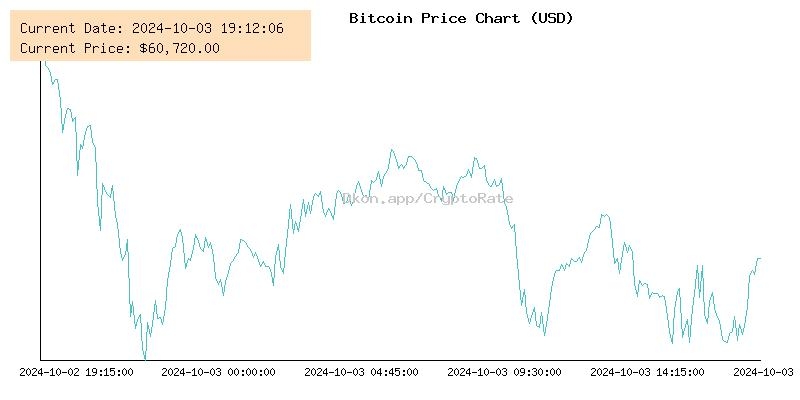 Bitcoin Price Chart (USD)
Current Date: 2024-10-03 19:12:06
Current Price: $60,720.00
Dkon.app/CryptoRate
2024-10-02 19:15:00 2024-10-03 00:00:00 2024-10-03 04:45:00 2024-10-03 09:30:00 2024-10-03 14:15:00 2024-10-03